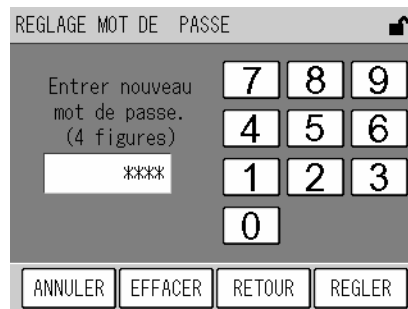 REGLAGE MOT DE PASSE
Entrer nouveau
mot de passe.
(4 figures)
****
7 8 9
4 5 6
1 2 3
0
ANNULER EFFACER RETOUR REGLER